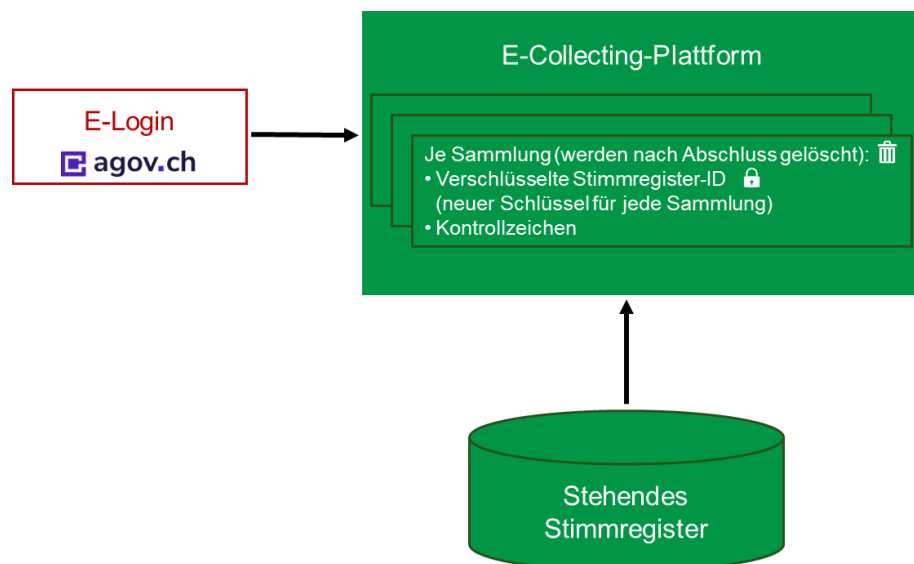 E-Collecting-Plattform
E-Login
agov.ch
Je Sammlung (werden nach Abschluss gelöscht):
• Verschlüsselte Stimmregister-ID
(neuer Schlüssel für jede Sammlung)
• Kontrollzeichen
Stehendes
Stimmregister